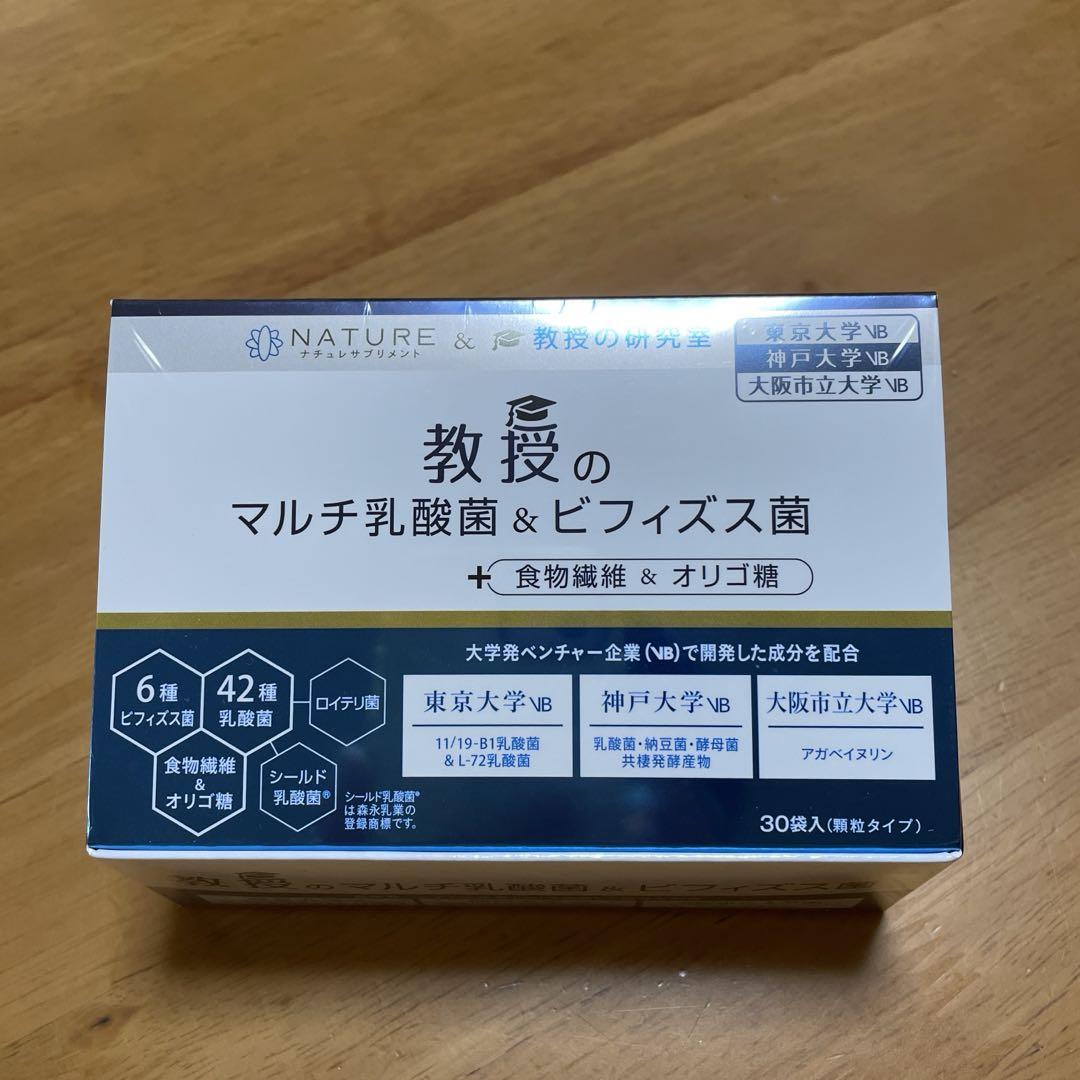 NATURE & 教授の研究室
ナチュレサプリメント
東京大学VB
神戸大学VB
大阪市立大学VB
教授の
マルチ乳酸菌&ビフィズス菌
+食物繊維 & オリゴ糖
大学発ベンチャー企業(VB)で開発した成分を配合
6種
ビフィズス菌
42種
乳酸菌
ロイテリ菌
食物繊維
&
オリゴ糖
シールド
乳酸菌®
シールド乳酸菌®
は森永乳業の
登録商標です。
東京大学VB
11/19-B1乳酸菌
& L-72乳酸菌
神戸大学VB
乳酸菌・納豆菌・酵母菌
共棲発酵産物
大阪市立大学VB
アガベイヌリン
30袋入(顆粒タイプ)
教授のマルチ乳酸菌&ビフィズス菌